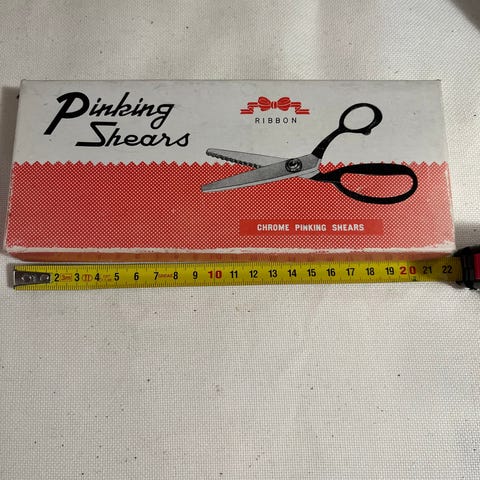 Pinking
Shears
RIBBON
CHROME PINKING SHEARS
2 3 4 5 6 7 8 9 10 11 12 13 14 15 16 17 18 19 20 21 22